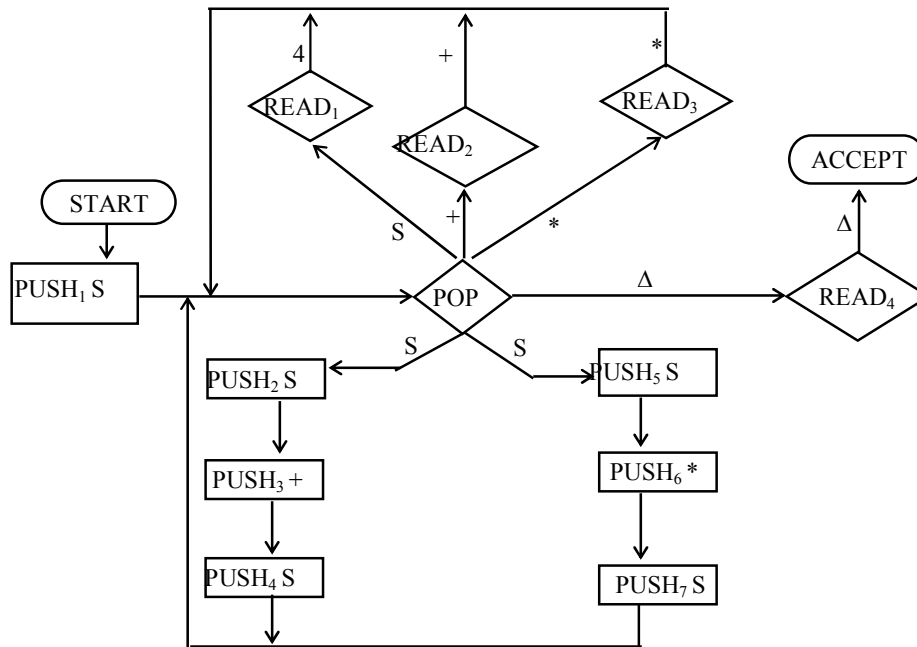 4
+
*
READ₁
READ₂
READ₃
ACCEPT
START
S
+
*
Δ
PUSH₁ S
POP
Δ
READ₄
S
S
PUSH₂ S
PUSH₅ S
PUSH₃ +
PUSH₆ *
PUSH₄ S
PUSH₇ S